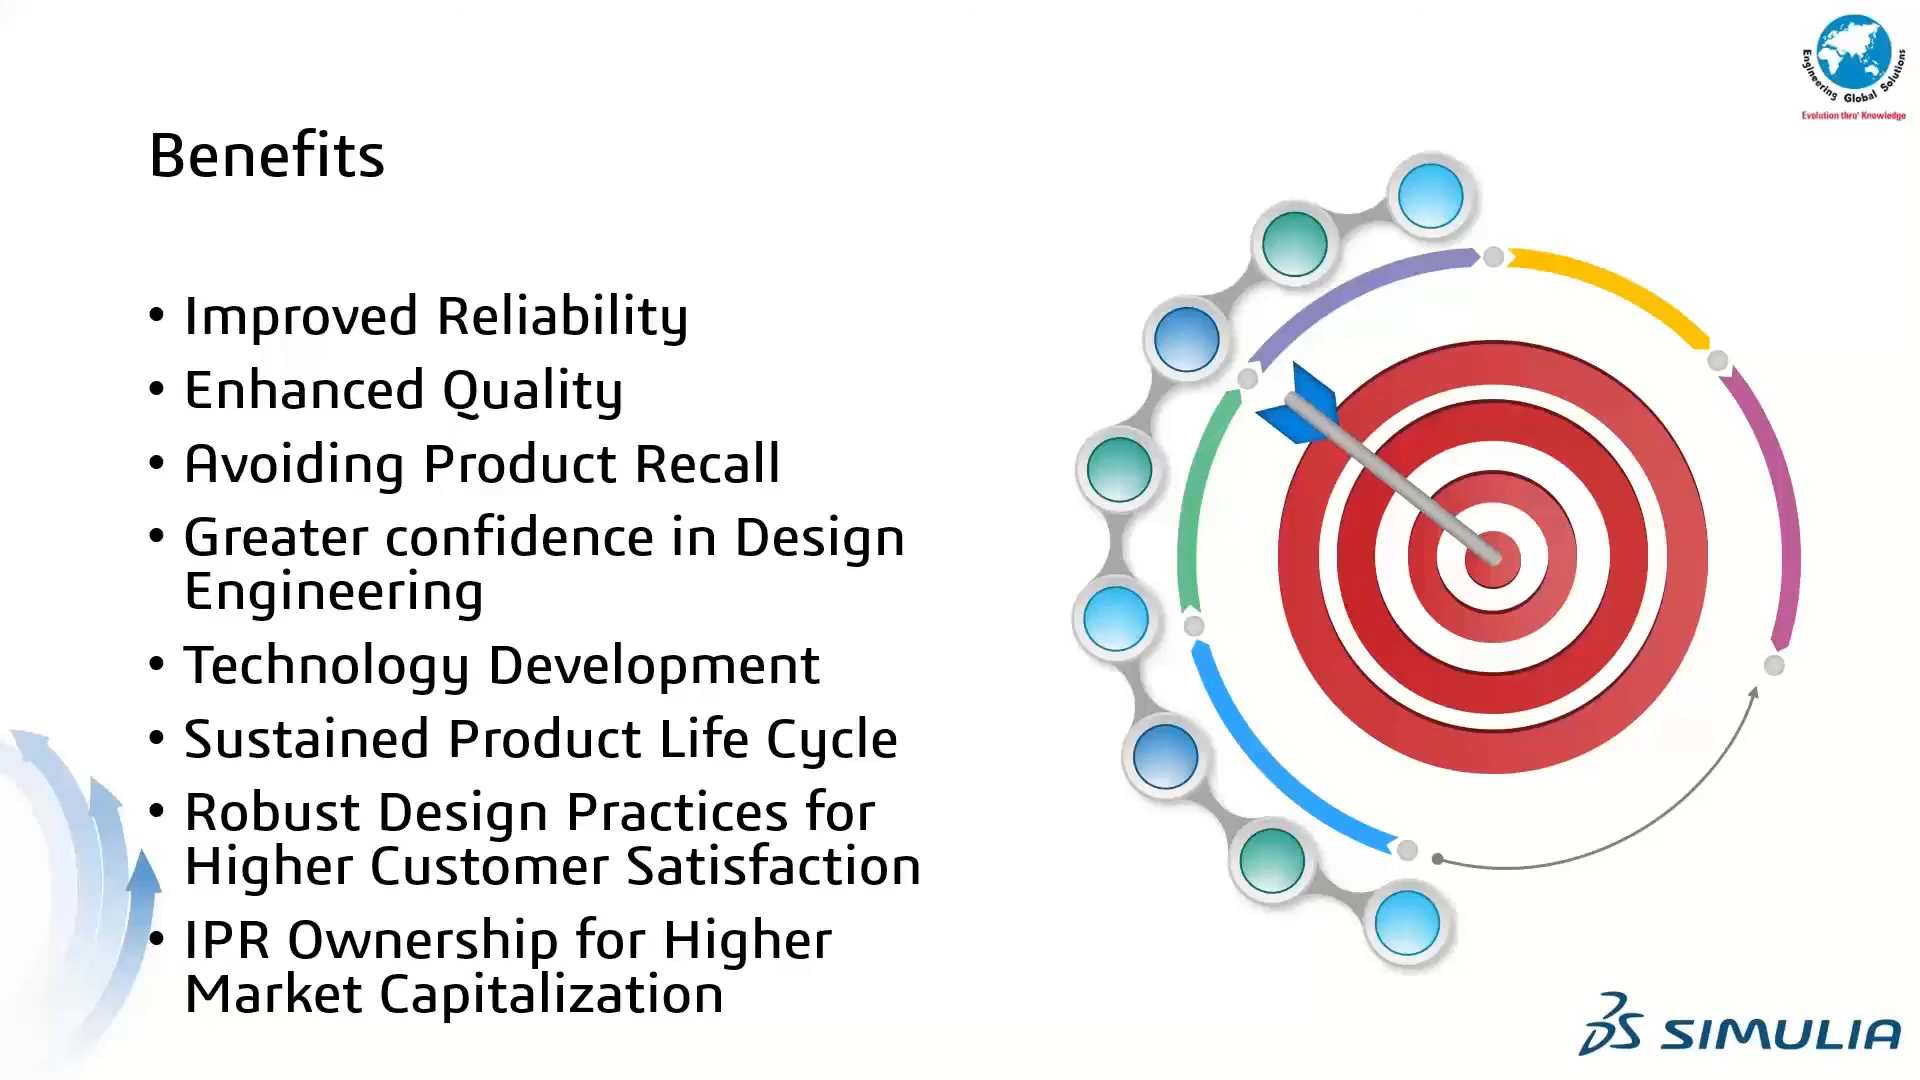 Engineering Global Solutions
Evolution thro' Knowledge
Benefits
• Improved Reliability
• Enhanced Quality
• Avoiding Product Recall
• Greater confidence in Design
Engineering
• Technology Development
• Sustained Product Life Cycle
• Robust Design Practices for
Higher Customer Satisfaction
• IPR Ownership for Higher
Market Capitalization
3DS SIMULIA